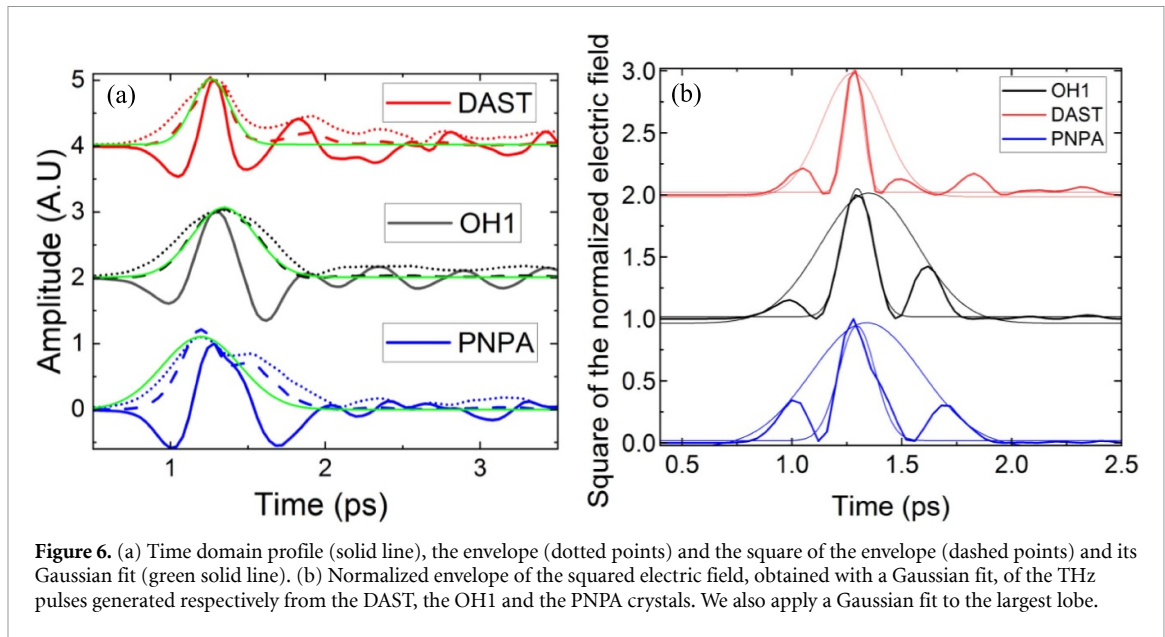 (a)
DAST
OH1
PNPA
Amplitude (A.U)
5
4
3
2
1
0
1
2
3
Time (ps)
(b)
OH1
DAST
PNPA
Square of the normalized electric field
3.0
2.5
2.0
1.5
1.0
0.5
0.0
0.5
1.0
1.5
2.0
2.5
Time (ps)
Figure 6. (a) Time domain profile (solid line), the envelope (dotted points) and the square of the envelope (dashed points) and its
Gaussian fit (green solid line). (b) Normalized envelope of the squared electric field, obtained with a Gaussian fit, of the THz
pulses generated respectively from the DAST, the OH1 and the PNPA crystals. We also apply a Gaussian fit to the largest lobe.